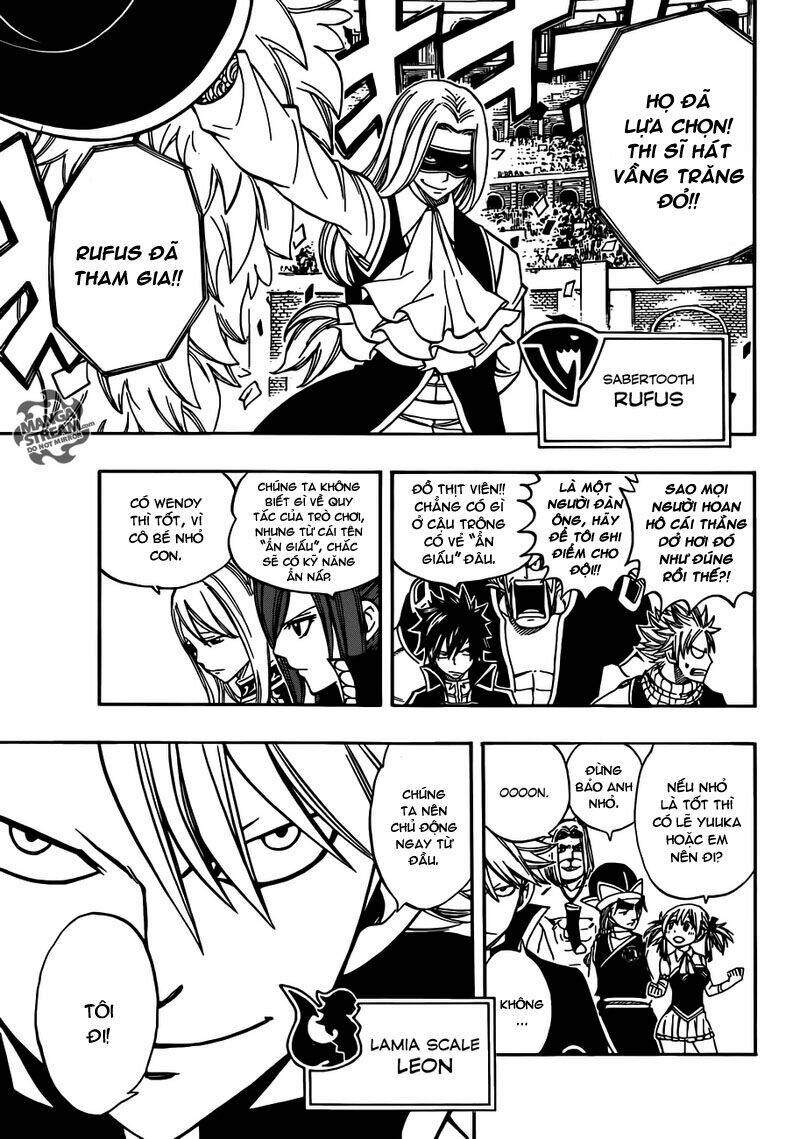 HỌ ĐÃ
LỰA CHỌN!
THI SĨ HÁT
VẦNG TRĂNG
ĐỎ!!
RUFUS ĐÃ
THAM GIA!!
SABERTOOTH
RUFUS
MANGA
STREAM.com
DO NOT MIRROR
SAO MỌI
NGƯỜI HOAN
HÔ CÁI THẰNG
DỞ HƠI ĐÓ
NHƯ ĐÚNG
RỒI THẾ?!
LÀ MỘT
NGƯỜI ĐÀN
ÔNG, HÃY
ĐỂ TÔI GHI
ĐIỂM CHO
ĐỘI!!
ĐỒ THỊT VIÊN!!
CHẲNG CÓ GÌ
Ở CẬU TRÔNG
CÓ VẺ “ẨN
GIẤU” ĐÂU.
CHÚNG TA KHÔNG
BIẾT GÌ VỀ QUY
TẮC CỦA TRÒ CHƠI,
NHƯNG TỪ CÁI TÊN
“ẨN GIẤU”, CHẮC
SẼ CÓ KỸ NĂNG
ẨN NẤP.
CÓ WENDY
THÌ TỐT, VÌ
CÔ BÉ NHỎ
CON.
NẾU NHỎ
LÀ TỐT THÌ
CÓ LẼ YUUKA
HOẶC EM
NÊN ĐI?
ĐỪNG
BẢO ANH
NHỎ.
OOOON.
KHÔNG
...
CHÚNG
TA NÊN
CHỦ ĐỘNG
NGAY TỪ
ĐẦU.
TÔI
ĐI!
LAMIA SCALE
LEON